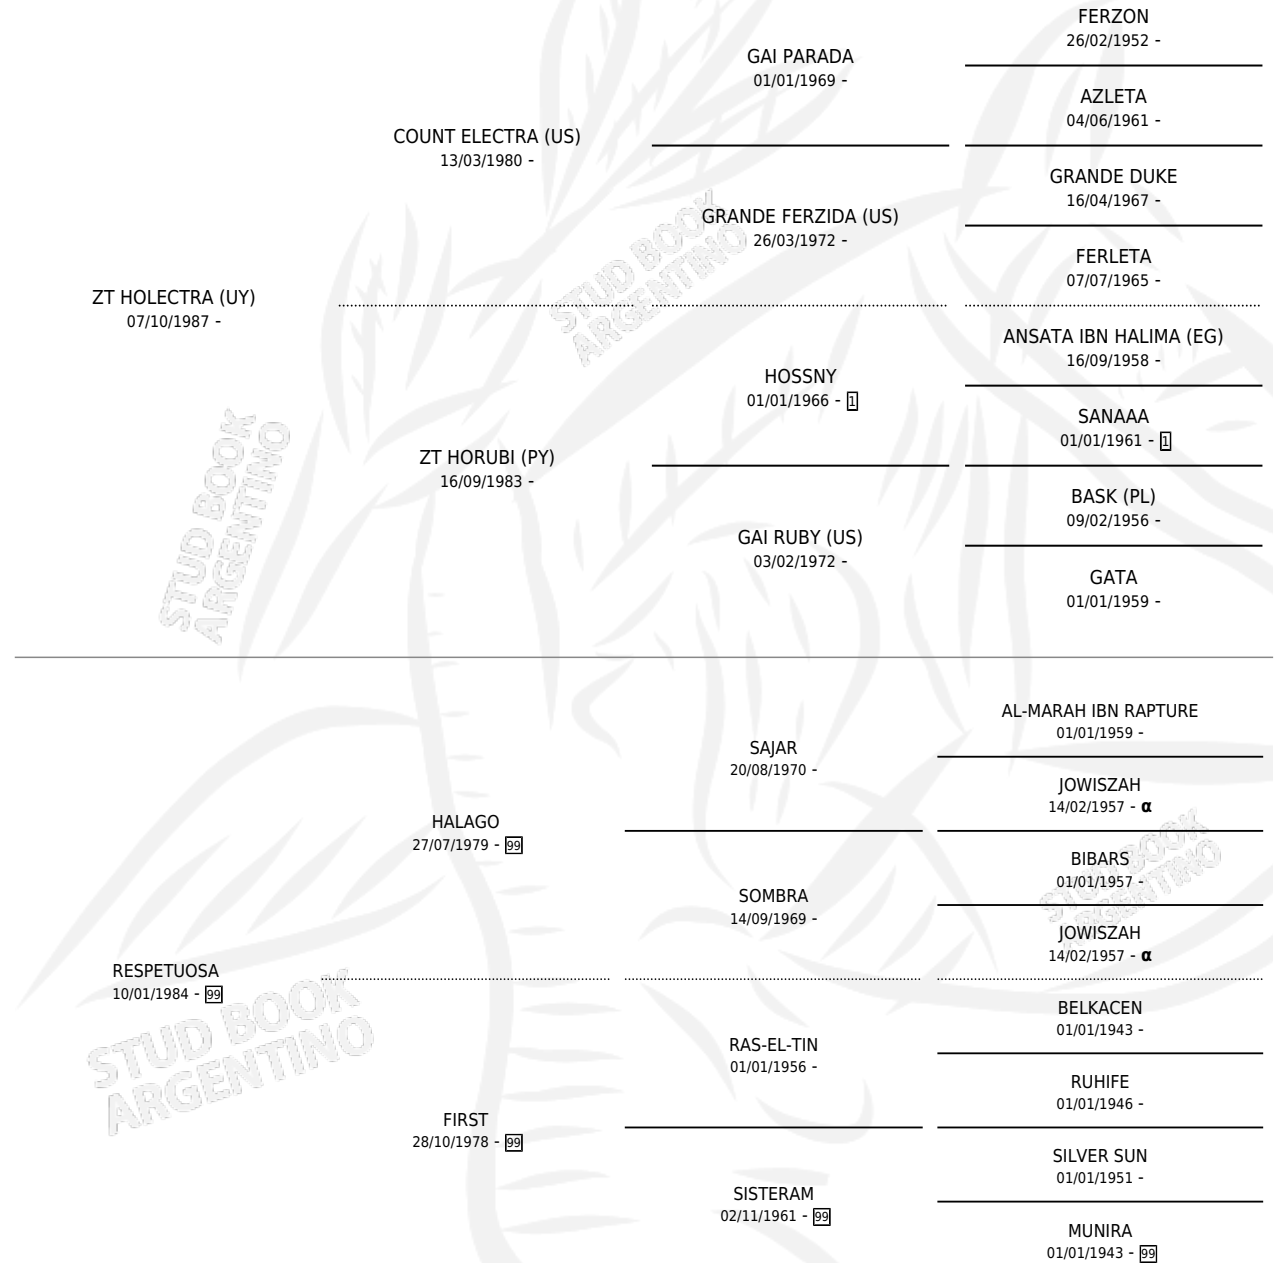 FERZON
26/02/1952 -
GAI PARADA
01/01/1969 -
AZLETA
04/06/1961 -
COUNT ELECTRA (US)
13/03/1980 -
GRANDE DUKE
16/04/1967 -
GRANDE FERZIDA (US)
26/03/1972 -
FERLETA
07/07/1965 -
ZT HOLECTRA (UY)
07/10/1987 -
ANSATA IBN HALIMA (EG)
16/09/1958 -
HOSSNY
01/01/1966 - 1
SANAAA
01/01/1961 - 1
ZT HORUBI (PY)
16/09/1983 -
BASK (PL)
09/02/1956 -
GAI RUBY (US)
03/02/1972 -
GATA
01/01/1959 -
AL-MARAH IBN RAPTURE
01/01/1959 -
SAJAR
20/08/1970 -
JOWISZAH
14/02/1957 - α
HALAGO
27/07/1979 - 99
BIBARS
01/01/1957 -
SOMBRA
14/09/1969 -
JOWISZAH
14/02/1957 - α
RESPETUOSA
10/01/1984 - 99
BELKACEN
01/01/1943 -
RAS-EL-TIN
01/01/1956 -
RUHIFE
01/01/1946 -
FIRST
28/10/1978 - 99
SILVER SUN
01/01/1951 -
SISTERAM
02/11/1961 - 99
MUNIRA
01/01/1943 - 99
STUD BOOK
ARGENTINO
STUD BOOK
ARGENTINO
STUD BOOK
ARGENTINO
STUD BOOK
ARGENTINO